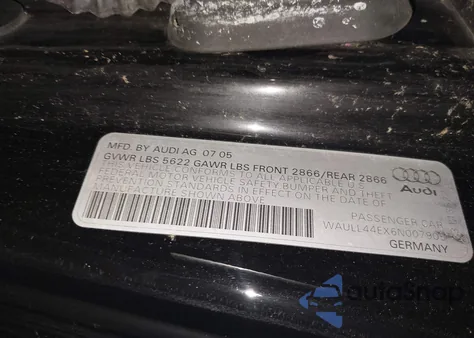 MFD. BY AUDI AG 07 05
GVWR LBS 5622 GAWR LBS FRONT 2866/REAR 2866
THIS VEHICLE CONFORMS TO ALL APPLICABLE U.S.
FEDERAL MOTOR VEHICLE SAFETY BUMPER AND THEFT
STANDARDS IN EFFECT ON THE DATE OF
MANUFACTURE SHOWN ABOVE.
Audi
PASSENGER CAR
GERMANY
autosnap